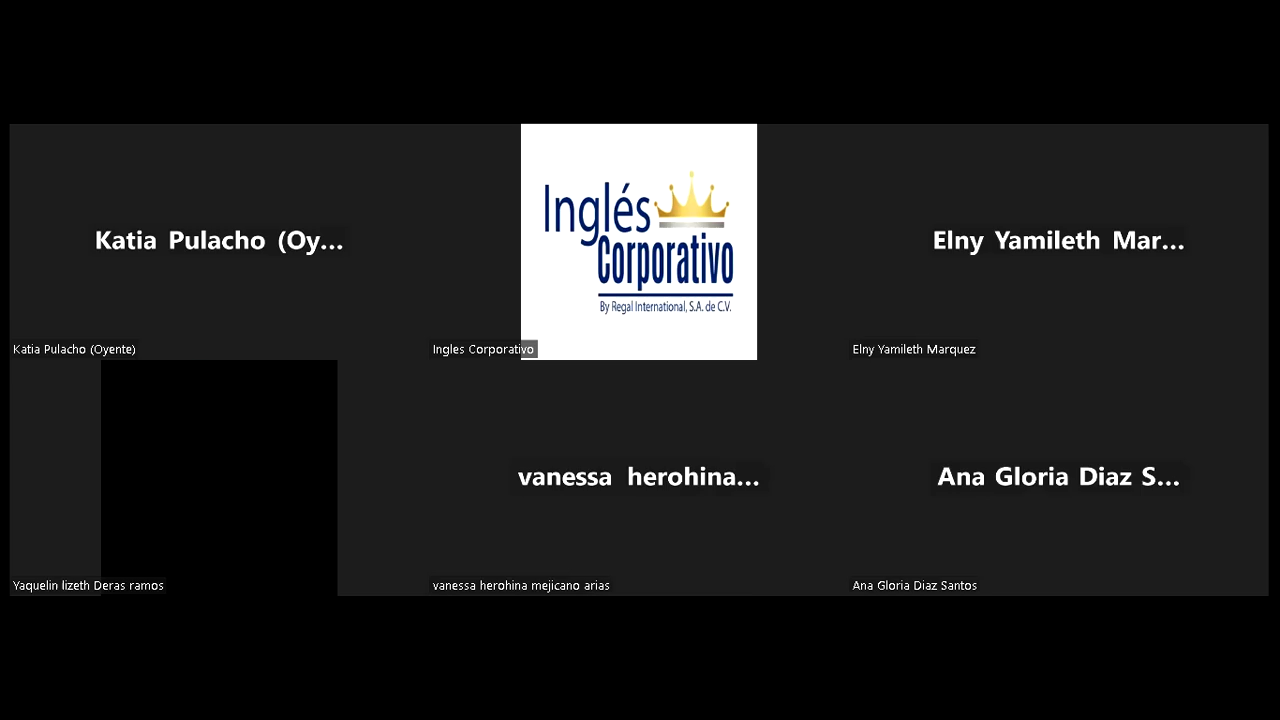 Katia Pulacho (Oy...
Katia Pulacho (Oyente)
Inglés
Corporativo
By Regal International, S.A. de C.V.
Ingles Corporativo
Elny Yamileth Mar...
Elny Yamileth Marquez
Yaquelin lizeth Deras ramos
vanessa herohina...
vanessa herohina mejicano arias
Ana Gloria Diaz S...
Ana Gloria Diaz Santos